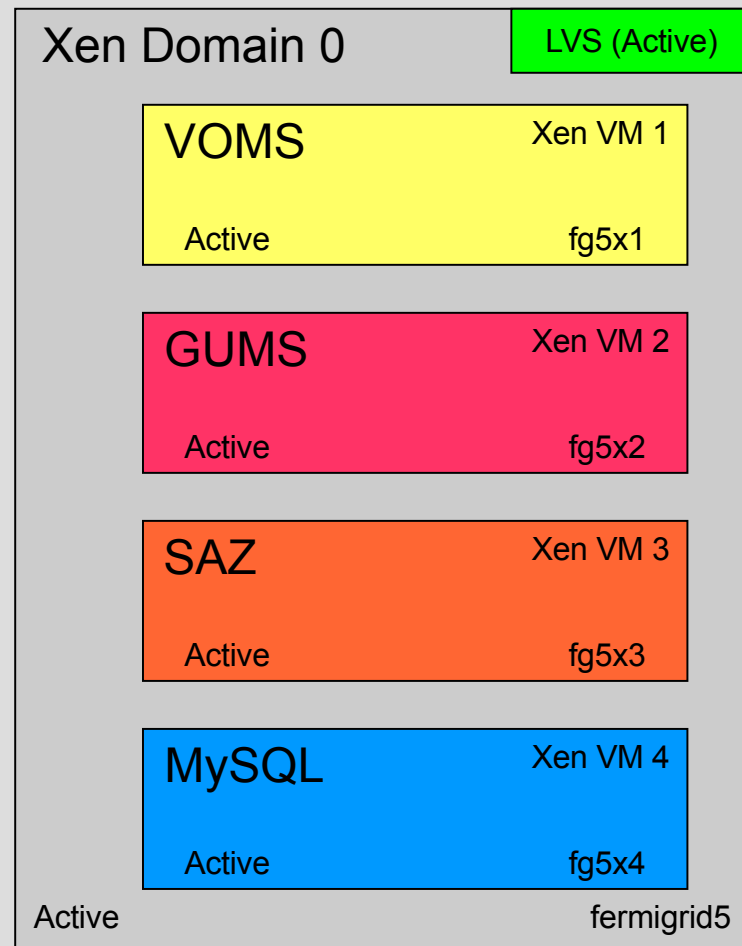 Xen Domain 0
LVS (Active)
VOMS
Xen VM 1
Active
fg5x1
GUMS
Xen VM 2
Active
fg5x2
SAZ
Xen VM 3
Active
fg5x3
MySQL
Xen VM 4
Active
fg5x4
Active
fermigrid5